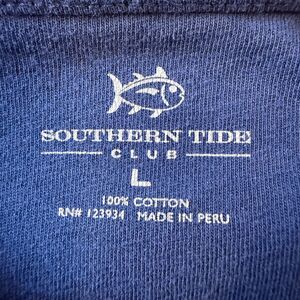 SOUTHERN TIDE
CLUB
L
100% COTTON
RN# 123934 MADE IN PERU